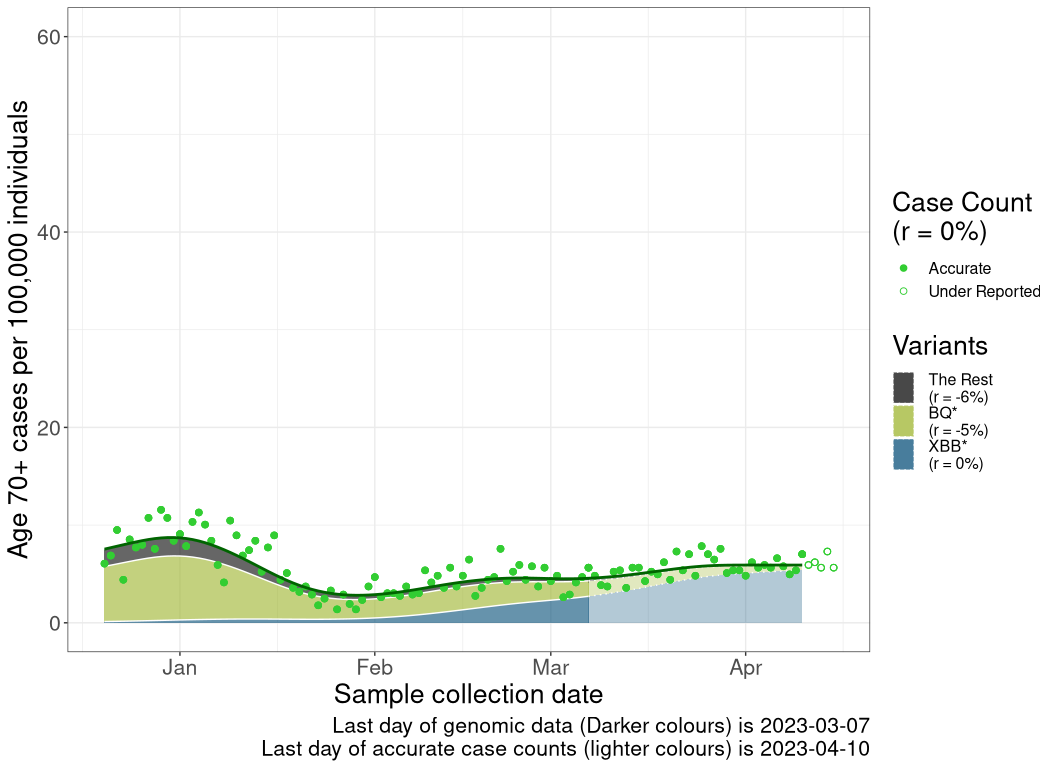 60
40
20
0
Age 70+ cases per 100,000 individuals
Jan Feb Mar Apr
Sample collection date
Last day of genomic data (Darker colours) is 2023-03-07
Last day of accurate case counts (lighter colours) is 2023-04-10
Case Count
(r = 0%)
Accurate
Under Reported
Variants
The Rest
(r = -6%)
BQ*
(r = -5%)
XBB*
(r = 0%)